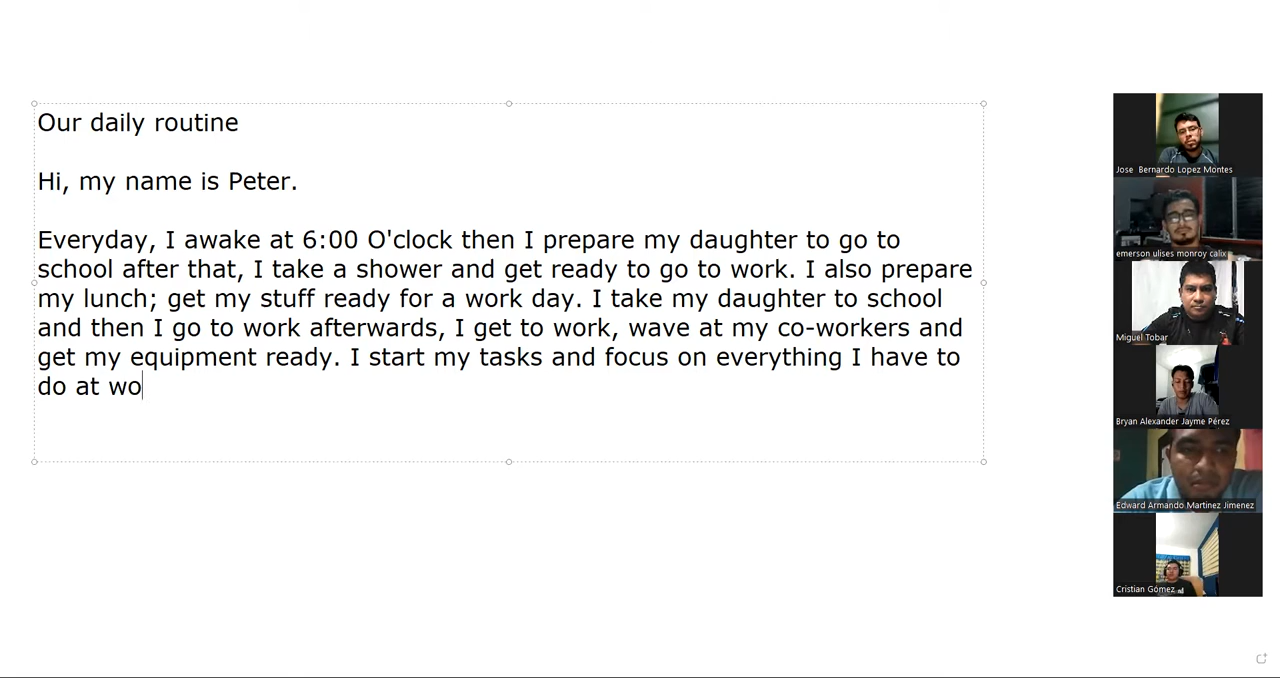 Our daily routine
Hi, my name is Peter.
Everyday, I awake at 6:00 O'clock then I prepare my daughter to go to
school after that, I take a shower and get ready to go to work. I also prepare
my lunch; get my stuff ready for a work day. I take my daughter to school
and then I go to work afterwards, I get to work, wave at my co-workers and
get my equipment ready. I start my tasks and focus on everything I have to
do at wo
Jose Bernardo Lopez Montes
emerson ulises monroy calix
Miguel Tobar
Bryan Alexander Jayme Pérez
Edward Armando Martinez Jimenez
Cristian Gómez